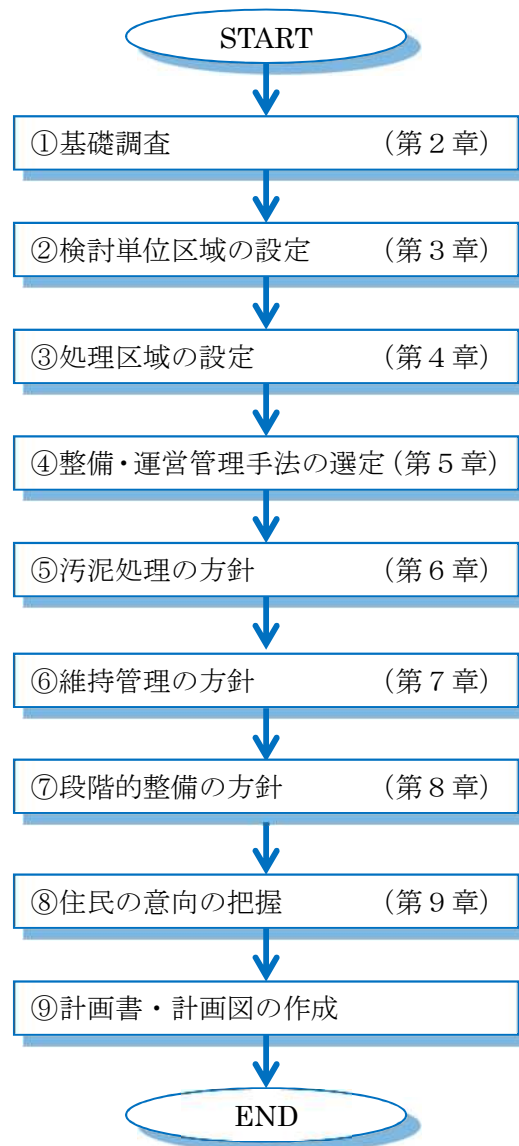 START
①基礎調査 （第２章）
②検討単位区域の設定 （第３章）
③処理区域の設定 （第４章）
④整備・運営管理手法の選定（第５章）
⑤汚泥処理の方針 （第６章）
⑥維持管理の方針 （第７章）
⑦段階的整備の方針 （第８章）
⑧住民の意向の把握 （第９章）
⑨計画書・計画図の作成
END